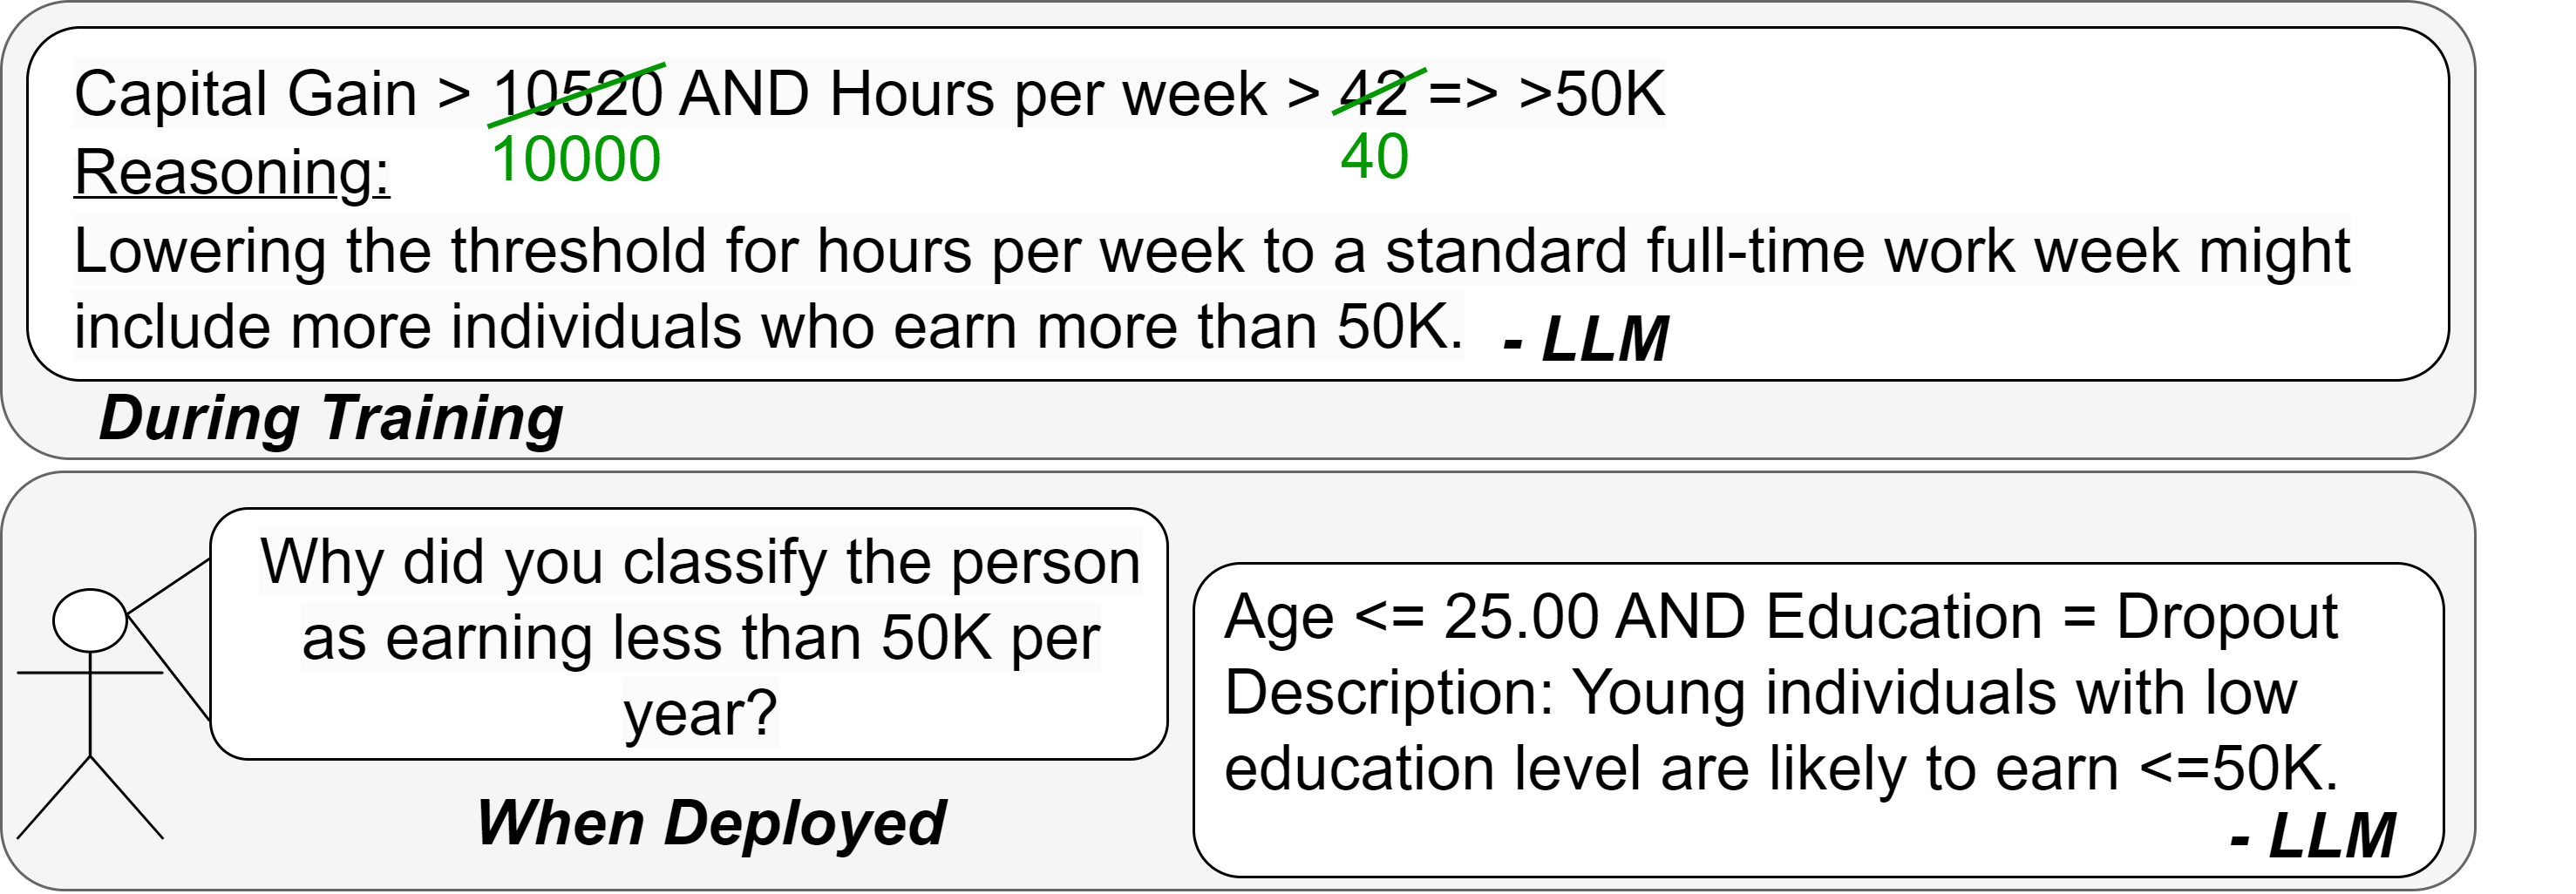 Capital Gain > 10520 AND Hours per week > 42 => >50K
10000 40
Reasoning:
Lowering the threshold for hours per week to a standard full-time work week might
include more individuals who earn more than 50K. - LLM
During Training
Why did you classify the person
as earning less than 50K per
year?
Age <= 25.00 AND Education = Dropout
Description: Young individuals with low
education level are likely to earn <=50K.
- LLM
When Deployed